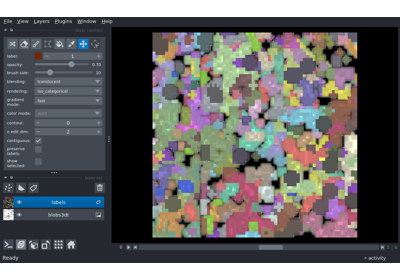 File View Layers Plugins Window Help
label: 1
opacity: 0.70
brush size: 10
blending: translucent
rendering: iso_categorical
gradient
mode: fast
color mode:
contour: 0
n edit dim: 2
contiguous:
preserve
labels:
show
selected:
labels
blobs3dt
0
Ready
activity